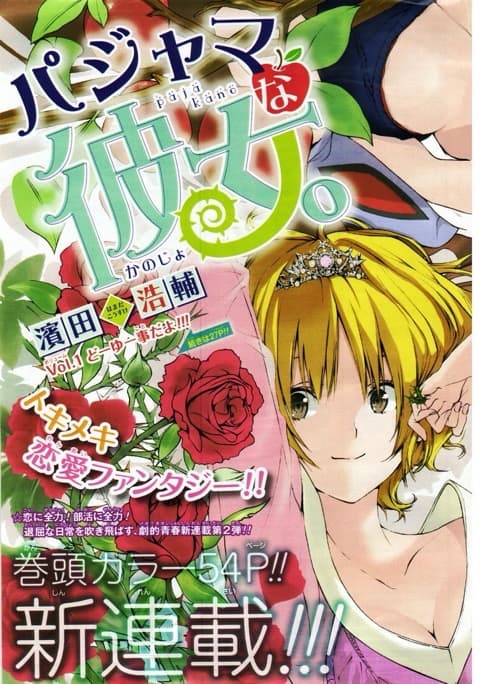 パジャマな
paja kano
彼女。
かのじょ
濱田浩輔
はまだ こうすけ
Vol.1 どーゆー事だよ!!!
続きは27P!!
トキメキ
恋愛ファンタジー!!
☆恋に全力!部活に全力!
退屈な日常を吹き飛ばす、劇的青春新連載第2弾!!
ページ
巻頭カラー54P!!
しん れん さい
新連載!!!